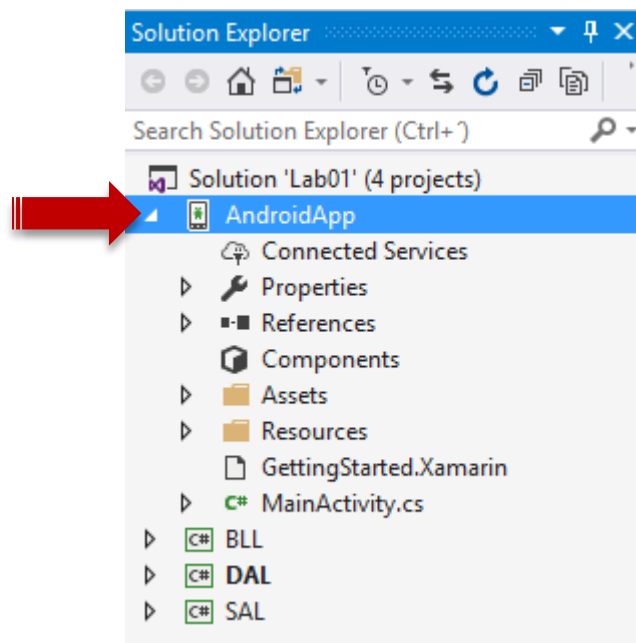 Solution Explorer
Search Solution Explorer (Ctrl+´)
Solution 'Lab01' (4 projects)
AndroidApp
Connected Services
Properties
References
Components
Assets
Resources
GettingStarted.Xamarin
C# MainActivity.cs
C# BLL
C# DAL
C# SAL